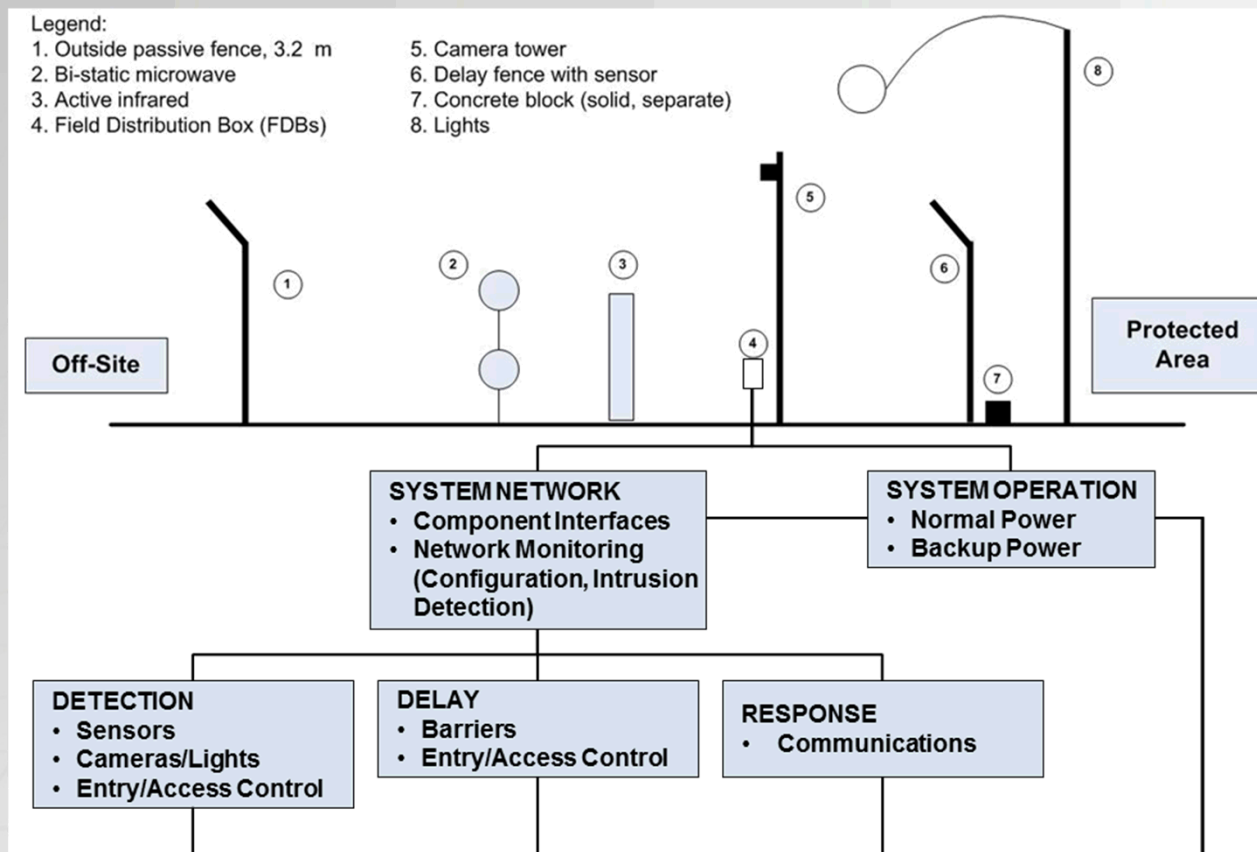 Legend:
1. Outside passive fence, 3.2 m
2. Bi-static microwave
3. Active infrared
4. Field Distribution Box (FDBs)
5. Camera tower
6. Delay fence with sensor
7. Concrete block (solid, separate)
8. Lights
1
2
3
4
5
6
7
8
Off-Site
Protected
Area
SYSTEM NETWORK
• Component Interfaces
• Network Monitoring
(Configuration, Intrusion
Detection)
SYSTEM OPERATION
• Normal Power
• Backup Power
DETECTION
• Sensors
• Cameras/Lights
• Entry/Access Control
DELAY
• Barriers
• Entry/Access Control
RESPONSE
• Communications